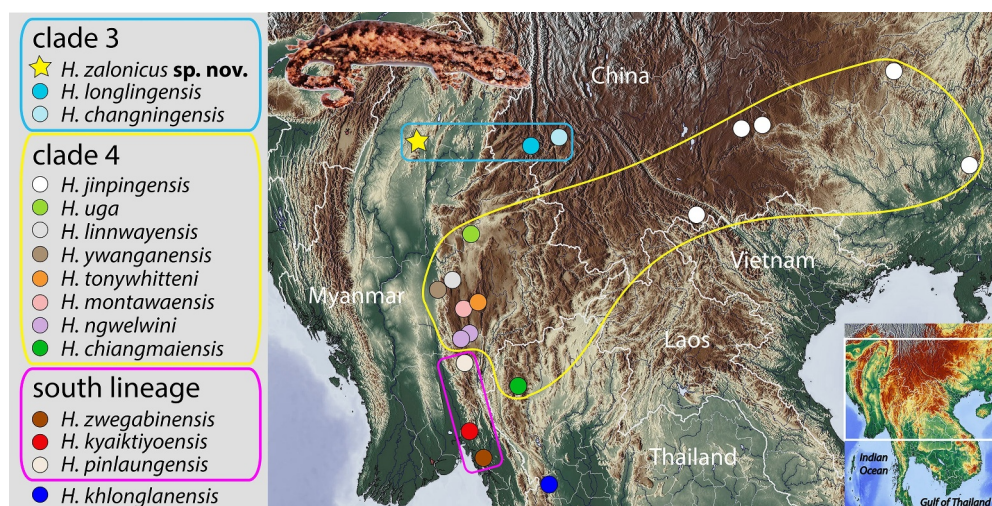 clade 3
H. zalonicus sp. nov.
H. longlingensis
H. changningensis
clade 4
H. jinpingensis
H. uga
H. linnwayensis
H. ywanganensis
H. tonywhitteni
H. montawaensis
H. ngwelwini
H. chiangmaiensis
south lineage
H. zwegabinensis
H. kyaiktiyoensis
H. pinlaungensis
H. khlonglanensis
China
Myanmar
Vietnam
Laos
Thailand
Indian
Ocean
Gulf of Thailand